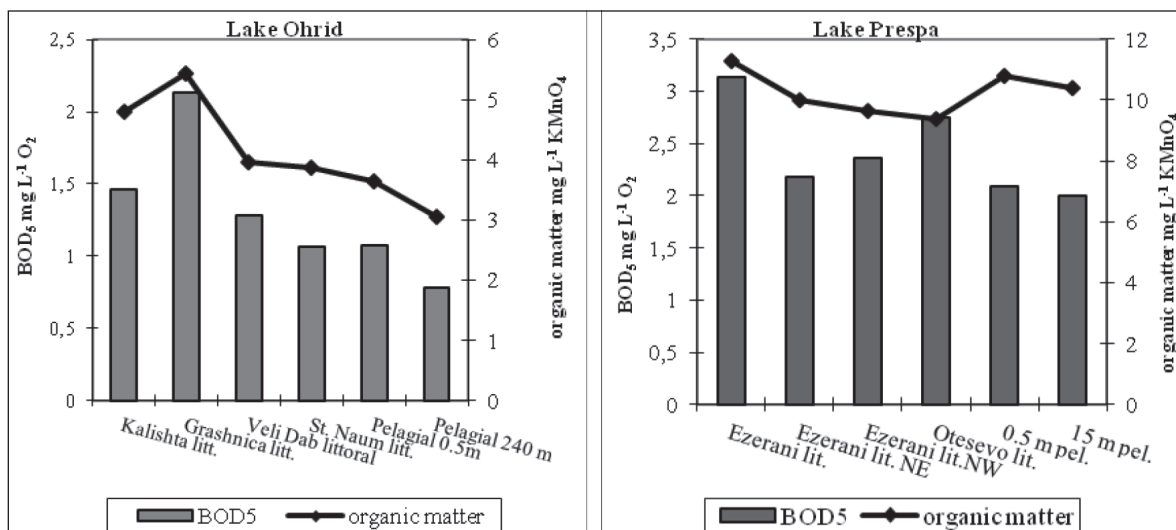 Lake Ohrid
BOD5 mg L-1 O2
2,5
2
1,5
1
0,5
0
6
5
4
3
2
1
0
organic matter mg L-1 KMnO4
Kalishta litt.
Grashnica litt.
Veli Dab littoral
St. Naum litt.
Pelagial 0.5m
Pelagial 240 m
BOD5
organic matter
Lake Prespa
BOD5 mg L-1 O2
3,5
3
2,5
2
1,5
1
0,5
0
12
10
8
6
4
2
0
organic matter mg L-1 KMnO4
Ezerani lit.
Ezerani lit. NE
Ezerani lit.NW
Otesevo lit.
0.5 m pel.
15 m pel.
BOD5
organic matter